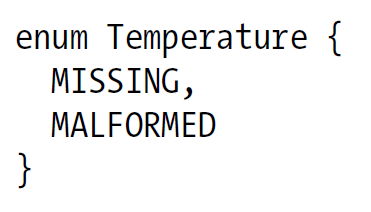 enum Temperature {
  MISSING,
  MALFORMED
}